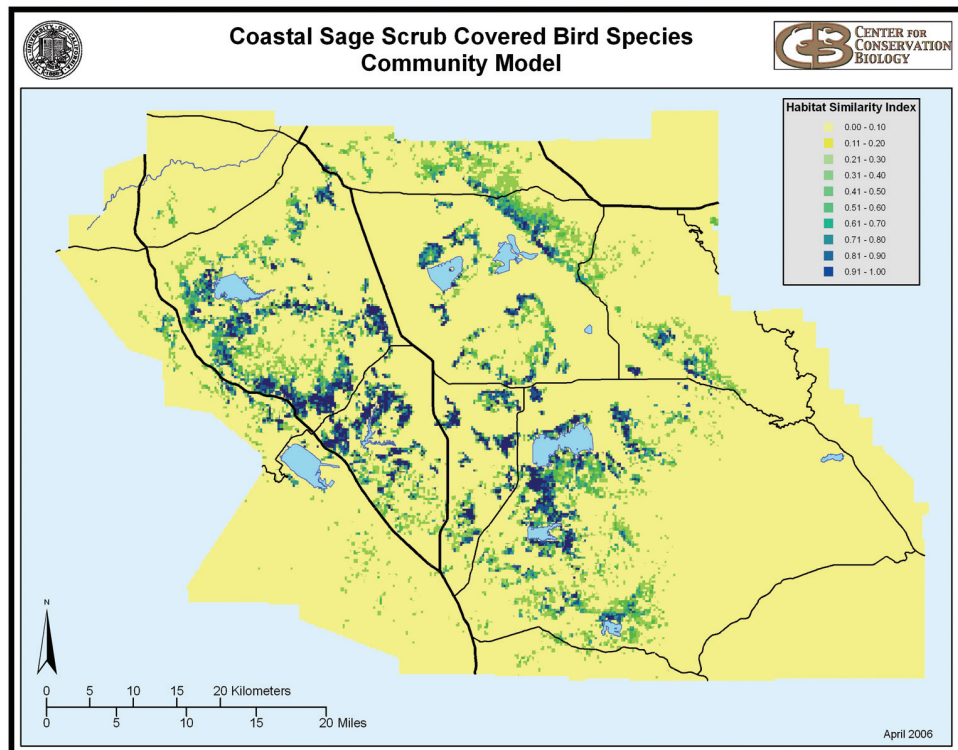 Coastal Sage Scrub Covered Bird Species
Community Model
CB CENTER FOR
CONSERVATION
BIOLOGY
Habitat Similarity Index
0.00 - 0.10
0.11 - 0.20
0.21 - 0.30
0.31 - 0.40
0.41 - 0.50
0.51 - 0.60
0.61 - 0.70
0.71 - 0.80
0.81 - 0.90
0.91 - 1.00
N
0 5 10 15 20 Kilometers
0 5 10 15 20 Miles
April 2006